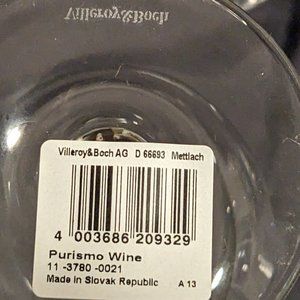 Villeroy&Boch
Villeroy&Boch AG D 66693 Mettlach
4 003686 209329
Purismo Wine
11 -3780 -0021
Made in Slovak Republic A 13